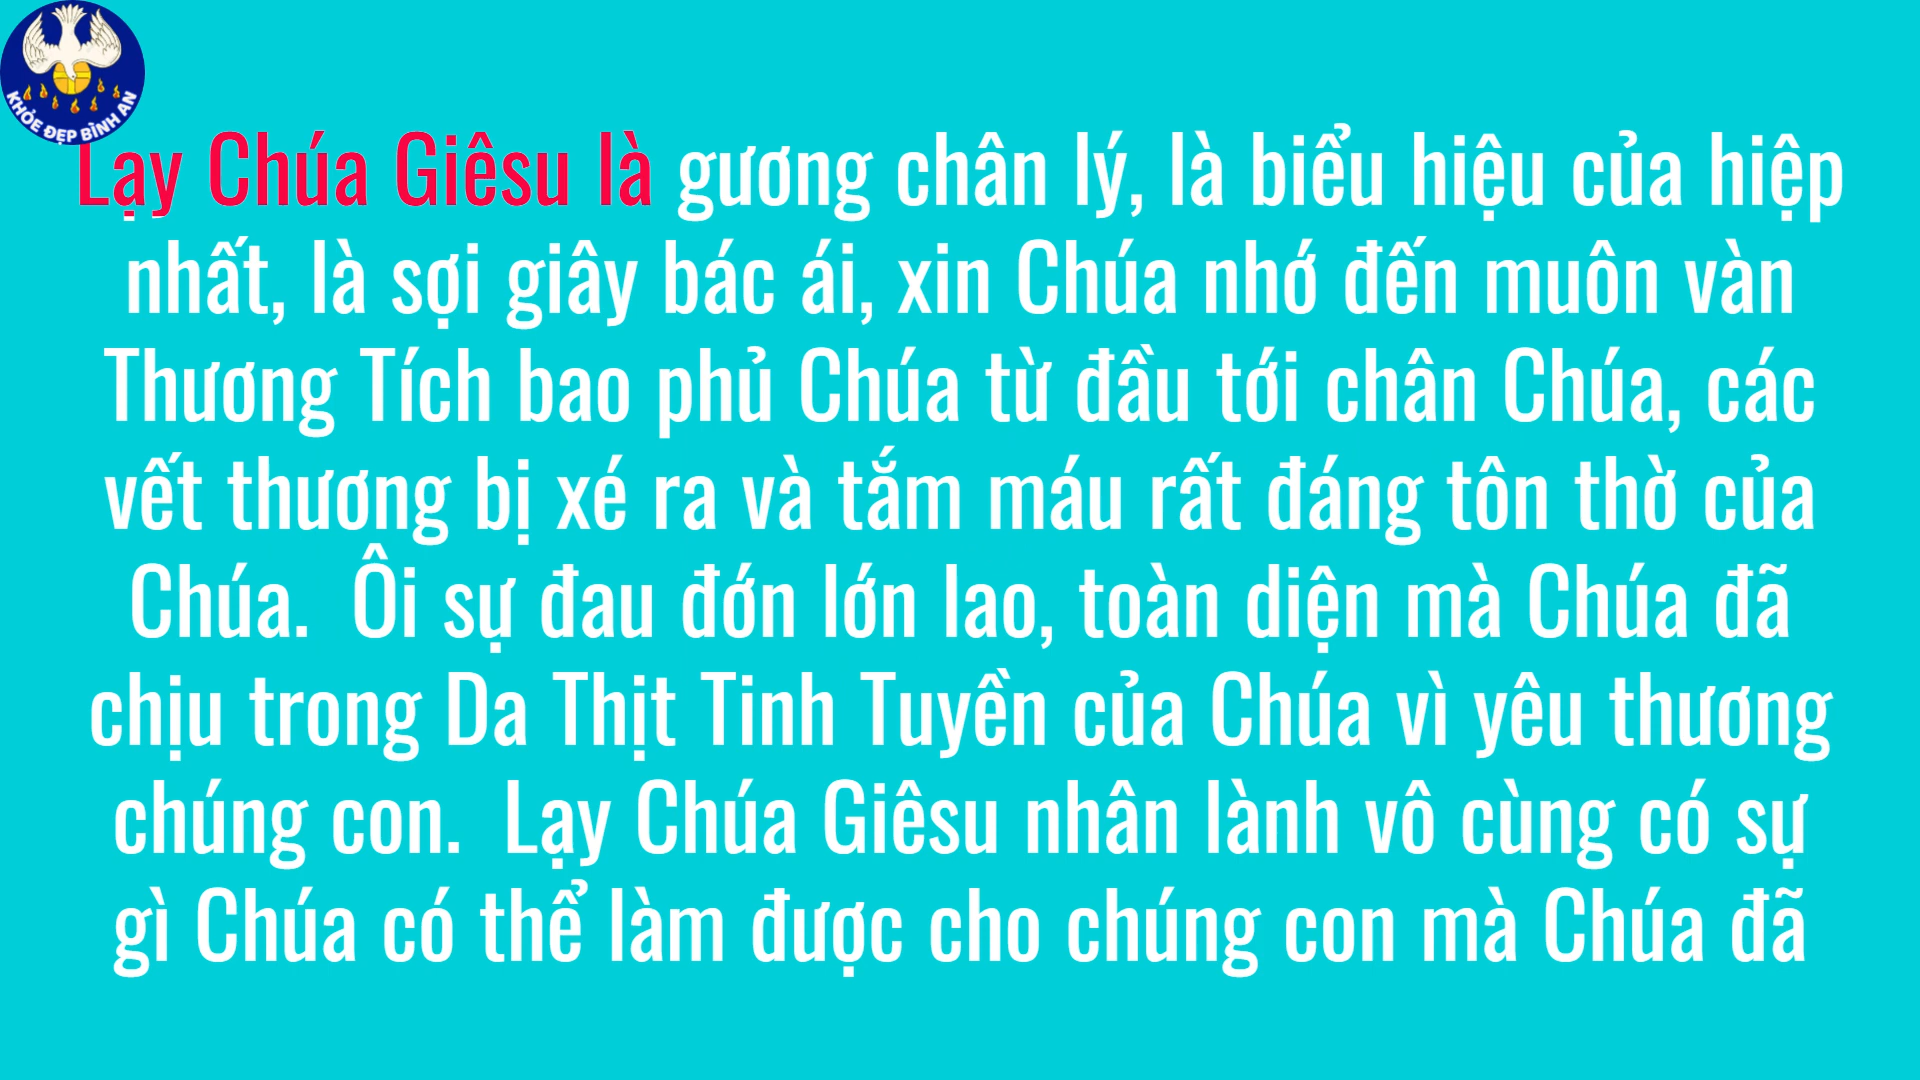 KHỎE ĐẸP BÌNH AN
Lạy Chúa Giêsu là gương chân lý, là biểu hiệu của hiệp
nhất, là sợi giây bác ái, xin Chúa nhớ đến muôn vàn
Thương Tích bao phủ Chúa từ đầu tới chân Chúa, các
vết thương bị xé ra và tắm máu rất đáng tôn thờ của
Chúa.  Ôi sự đau đớn lớn lao, toàn diện mà Chúa đã
chịu trong Da Thịt Tinh Tuyền của Chúa vì yêu thương
chúng con.  Lạy Chúa Giêsu nhân lành vô cùng có sự
gì Chúa có thể làm được cho chúng con mà Chúa đã